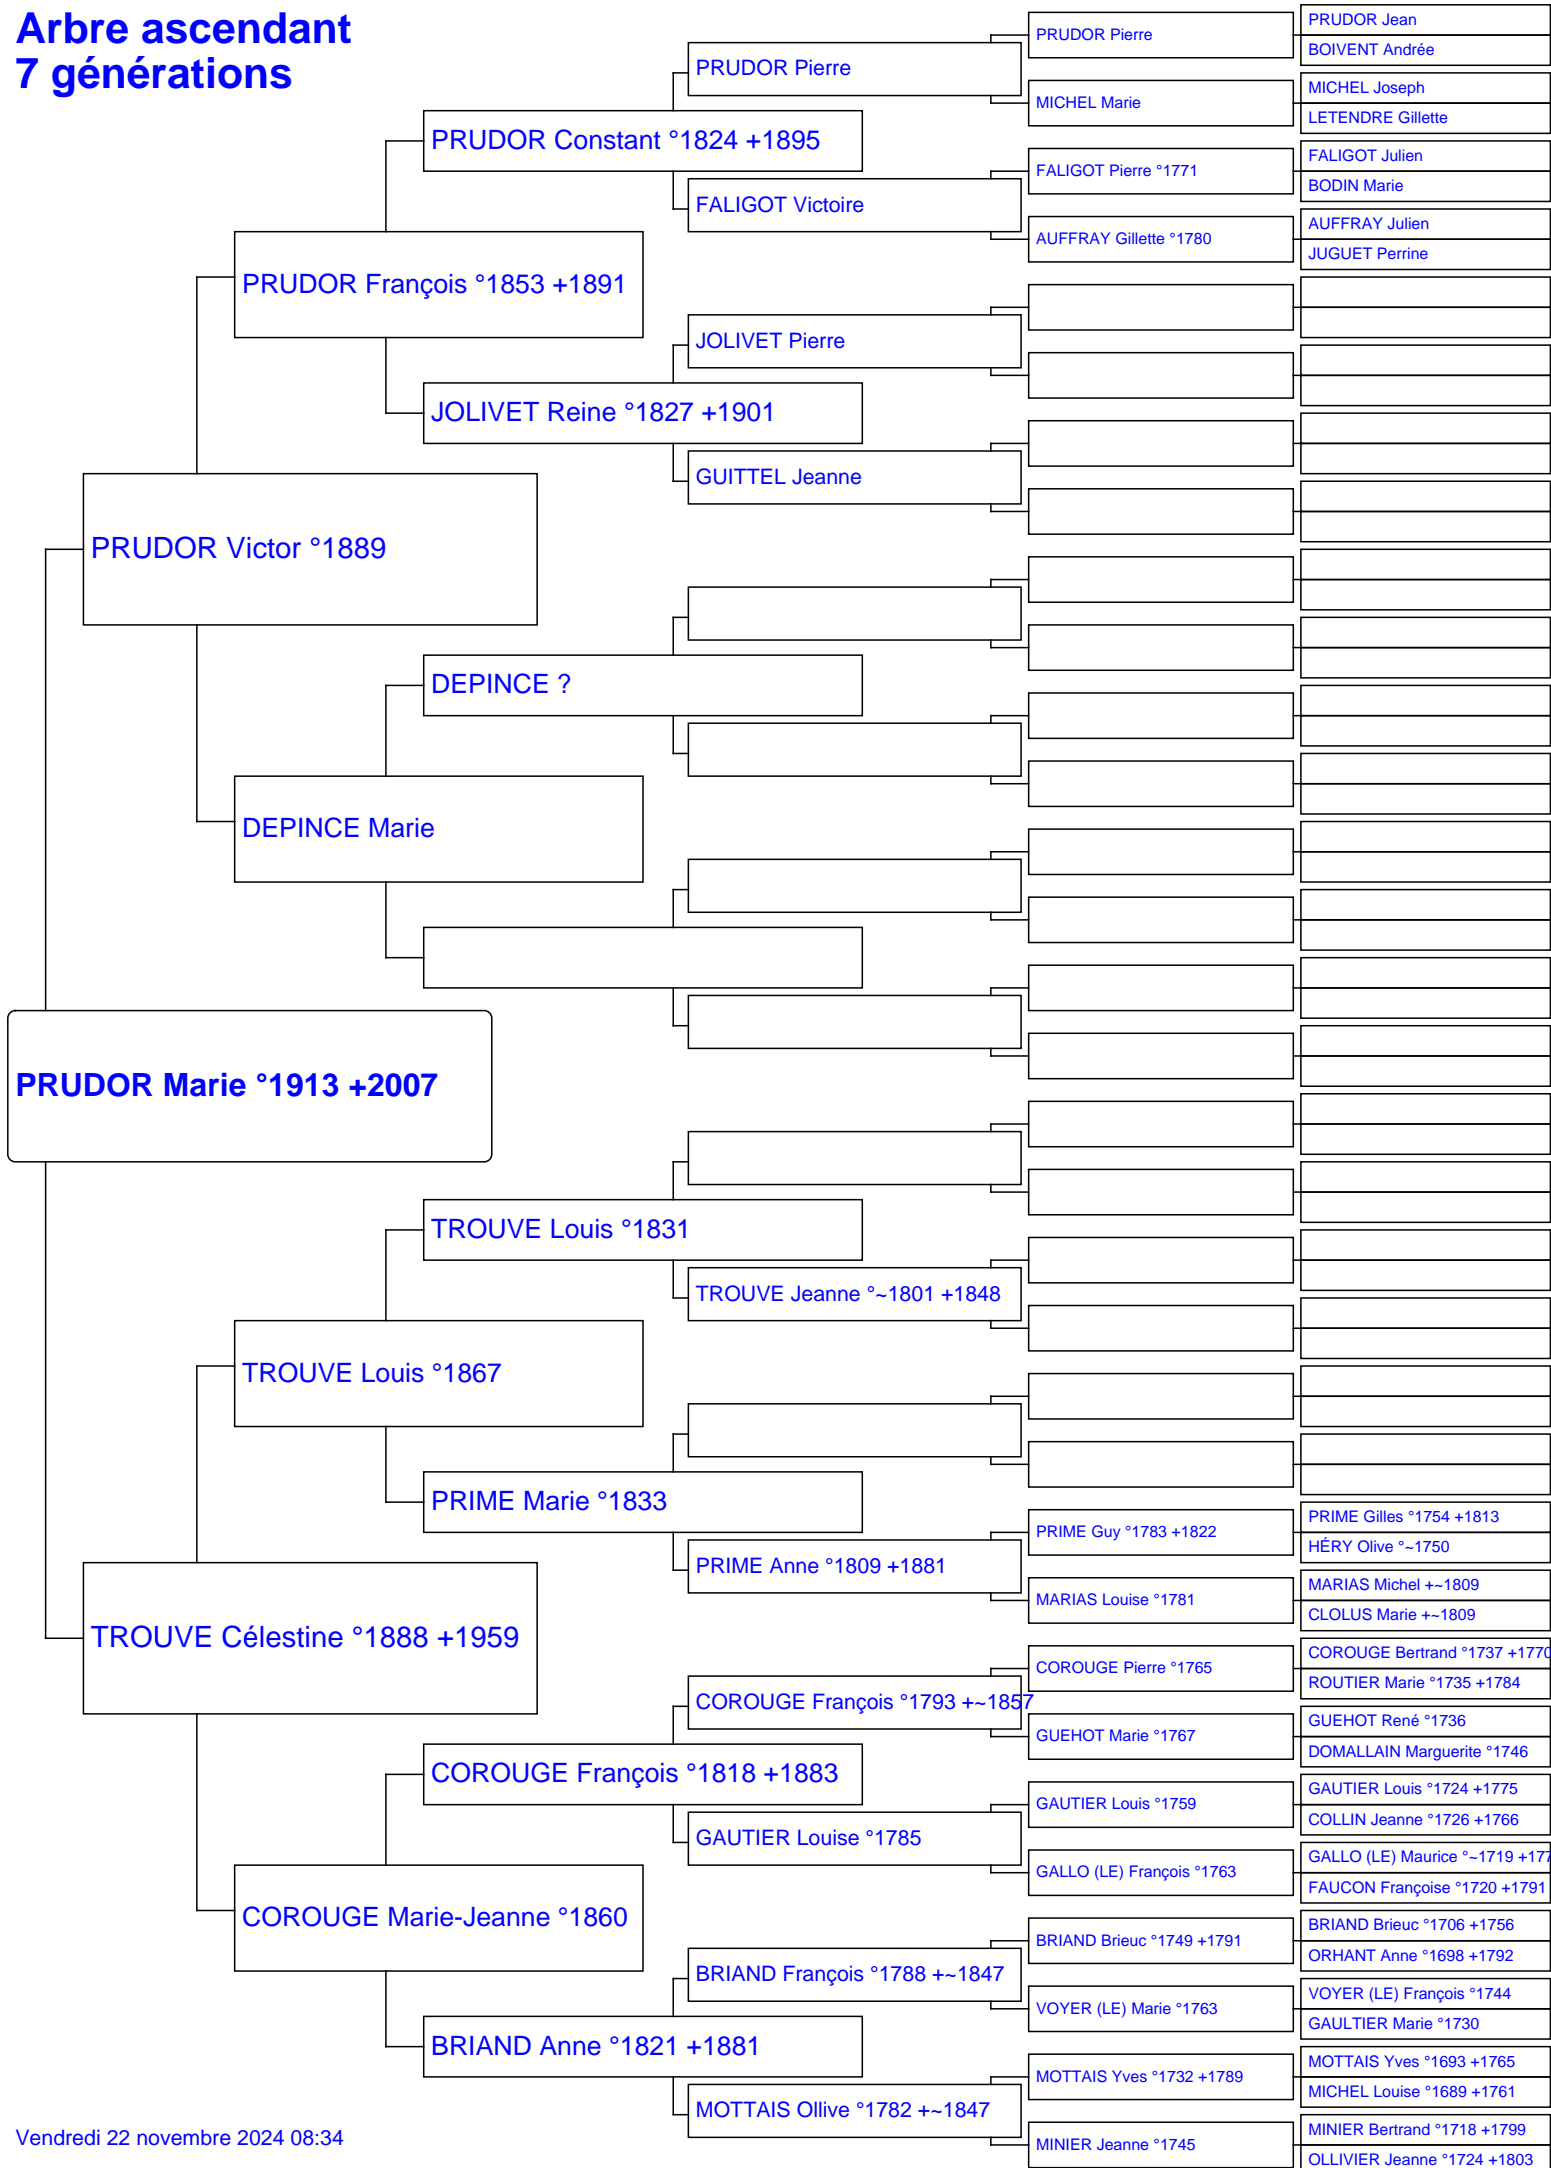 Arbre ascendant
7 générations
PRUDOR Jean
PRUDOR Pierre
BOIVENT Andrée
PRUDOR Pierre
MICHEL Joseph
MICHEL Marie
LETENDRE Gillette
PRUDOR Constant °1824 +1895
FALIGOT Julien
FALIGOT Pierre °1771
BODIN Marie
FALIGOT Victoire
AUFFRAY Julien
AUFFRAY Gillette °1780
JUGUET Perrine
PRUDOR François °1853 +1891
JOLIVET Pierre
JOLIVET Reine °1827 +1901
GUITTEL Jeanne
PRUDOR Victor °1889
DEPINCE ?
DEPINCE Marie
PRUDOR Marie °1913 +2007
TROUVE Louis °1831
TROUVE Jeanne °~1801 +1848
TROUVE Louis °1867
PRIME Marie °1833
PRIME Gilles °1754 +1813
PRIME Guy °1783 +1822
HÉRY Olive °~1750
PRIME Anne °1809 +1881
MARIAS Michel +~1809
MARIAS Louise °1781
CLOLUS Marie +~1809
TROUVE Célestine °1888 +1959
COROUGE Bertrand °1737 +1770
COROUGE Pierre °1765
ROUTIER Marie °1735 +1784
COROUGE François °1793 +~1857
GUEHOT René °1736
GUEHOT Marie °1767
DOMALLAIN Marguerite °1746
COROUGE François °1818 +1883
GAUTIER Louis °1724 +1775
GAUTIER Louis °1759
COLLIN Jeanne °1726 +1766
GAUTIER Louise °1785
GALLO (LE) Maurice °~1719 +177
GALLO (LE) François °1763
FAUCON Françoise °1720 +1791
COROUGE Marie-Jeanne °1860
BRIAND Brieuc °1706 +1756
BRIAND Brieuc °1749 +1791
ORHANT Anne °1698 +1792
BRIAND François °1788 +~1847
VOYER (LE) François °1744
VOYER (LE) Marie °1763
GAULTIER Marie °1730
BRIAND Anne °1821 +1881
MOTTAIS Yves °1693 +1765
MOTTAIS Yves °1732 +1789
MICHEL Louise °1689 +1761
MOTTAIS Ollive °1782 +~1847
MINIER Bertrand °1718 +1799
MINIER Jeanne °1745
OLLIVIER Jeanne °1724 +1803
Vendredi 22 novembre 2024 08:34